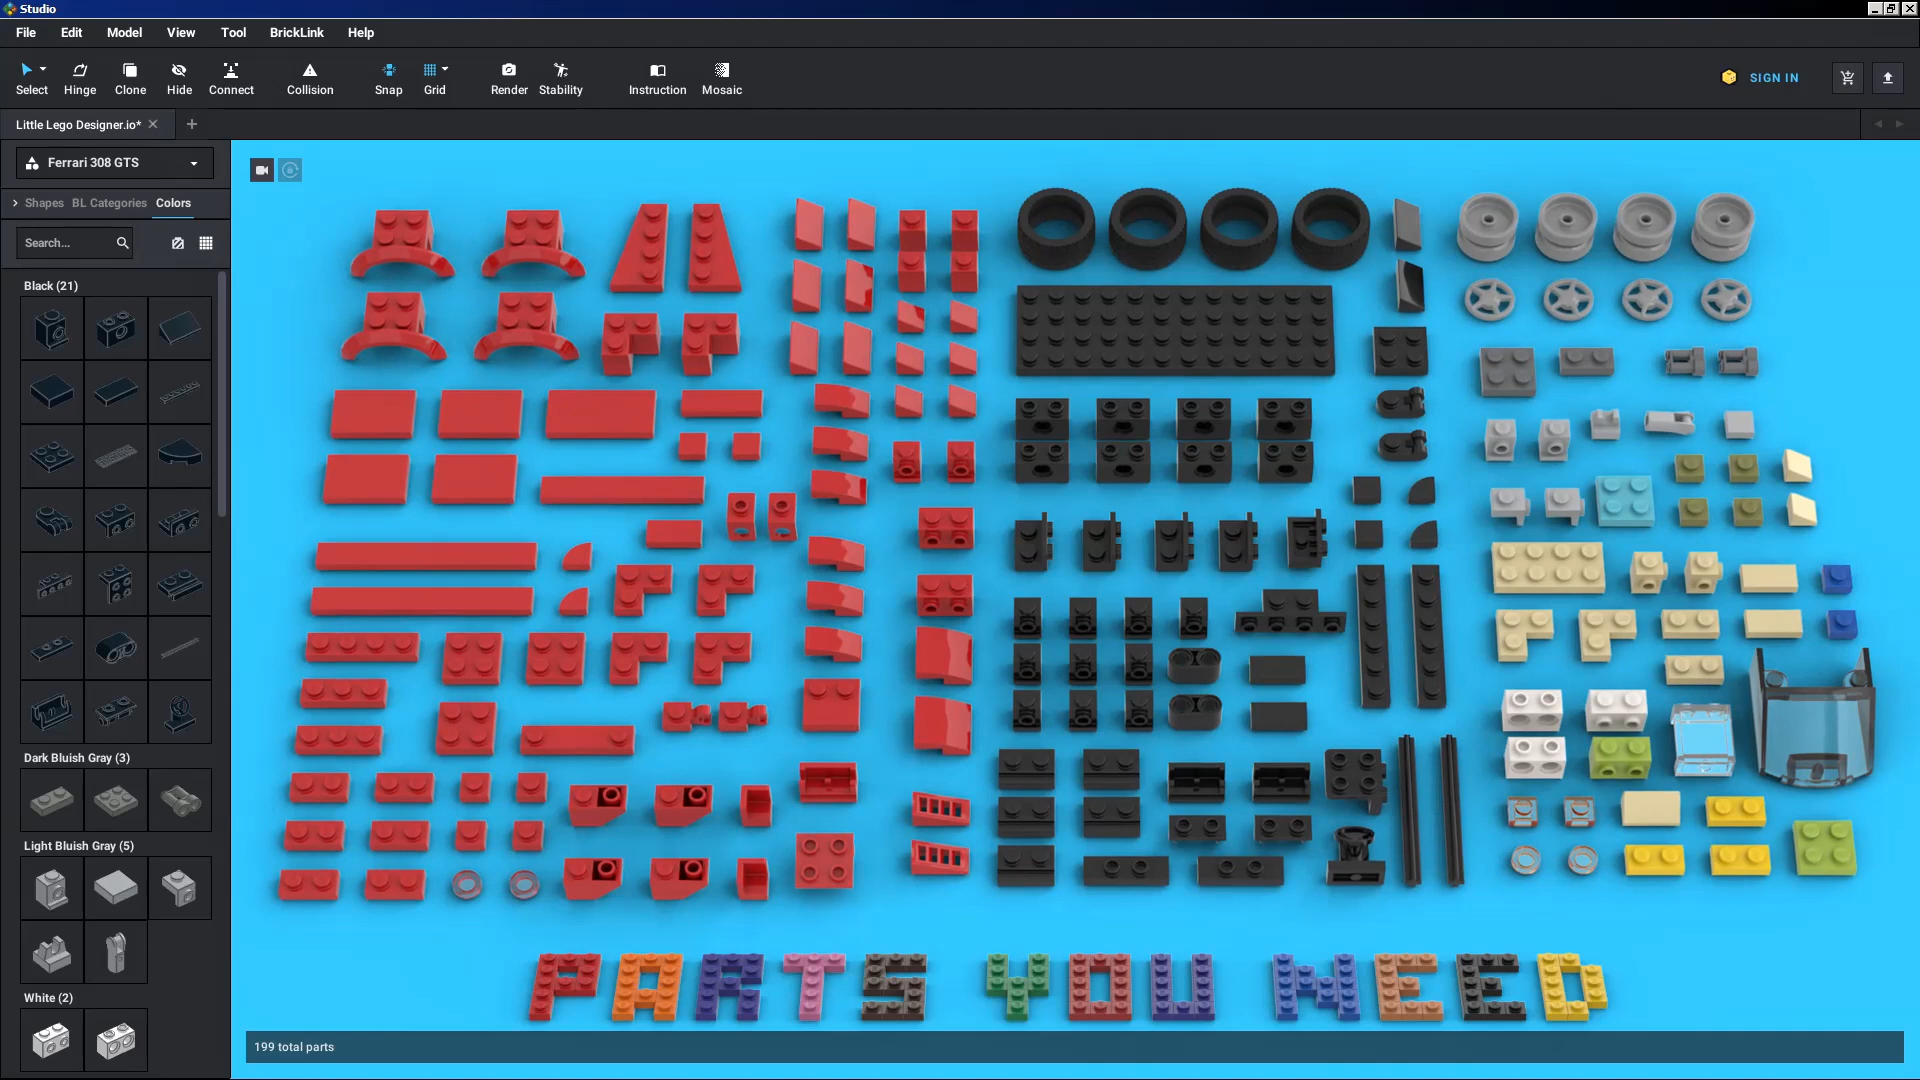 Studio
File Edit Model View Tool BrickLink Help
Select Hinge Clone Hide Connect Collision Snap Grid Render Stability Instruction Mosaic SIGN IN
Little Lego Designer.io*
Ferrari 308 GTS
Shapes BL Categories Colors
Search...
Black (21)
Dark Bluish Gray (3)
Light Bluish Gray (5)
White (2)
PARTS YOU NEED
199 total parts